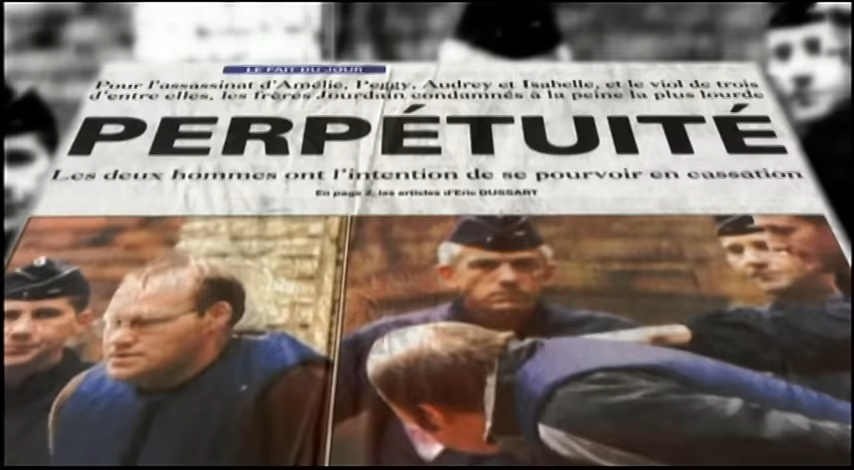 LE FAIT DU JOUR
Pour l'assassinat d'Amélie, Peggy, Audrey et Isabelle, et le viol de trois
d'entre elles, les frères Jourdain condamnés à la peine la plus lourde
PERPÉTUITÉ
Les deux hommes ont l'intention de se pourvoir en cassation
En page 2, les articles d'Eric DUSSART